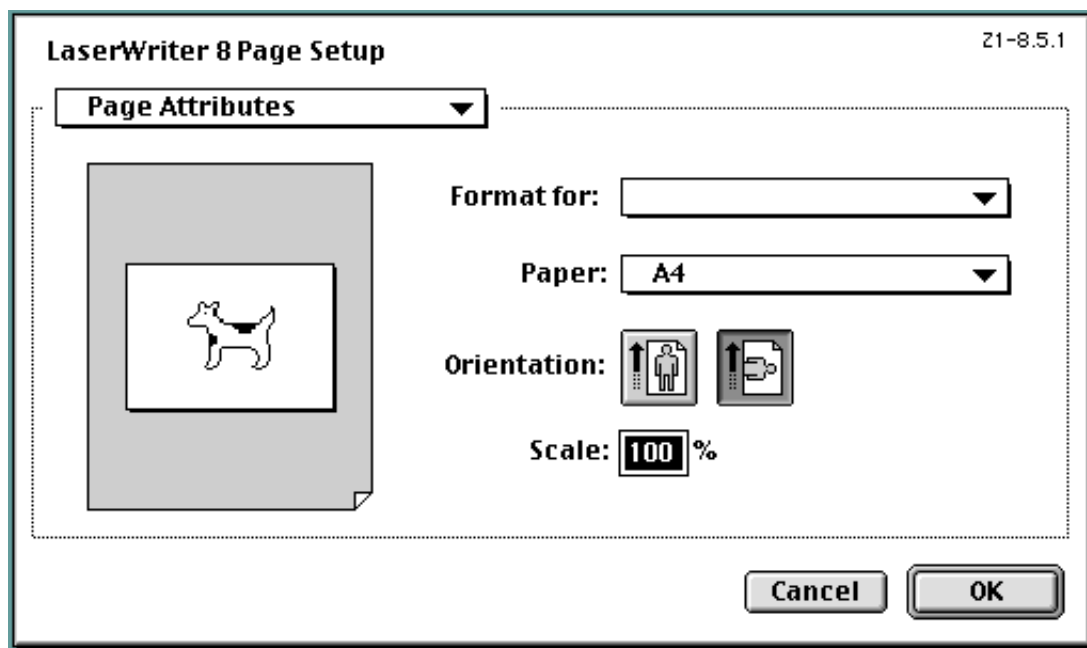 LaserWriter 8 Page Setup
Z1-8.5.1
Page Attributes
Format for:
Paper: A4
Orientation:
Scale: 100 %
Cancel OK